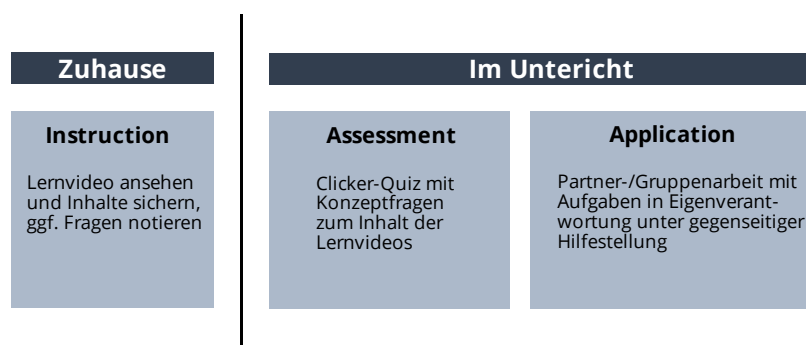 Zuhause
Im Untericht
Instruction
Lernvideo ansehen
und Inhalte sichern,
ggf. Fragen notieren
Assessment
Clicker-Quiz mit
Konzeptfragen
zum Inhalt der
Lernvideos
Application
Partner-/Gruppenarbeit mit
Aufgaben in Eigenverant-
wortung unter gegenseitiger
Hilfestellung